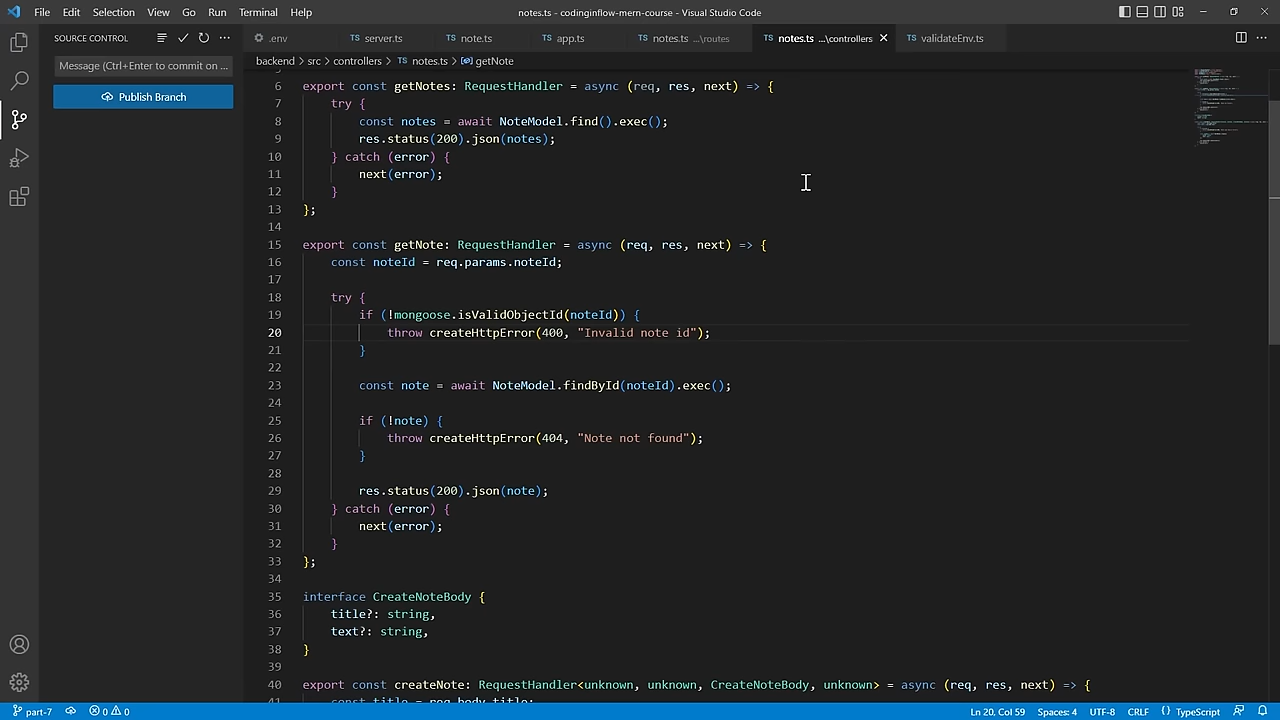 File Edit Selection View Go Run Terminal Help notes.ts - codinginflow-mern-course - Visual Studio Code
SOURCE CONTROL
Message (Ctrl+Enter to commit on ...
Publish Branch
.env TS server.ts TS note.ts TS app.ts TS notes.ts ...\routes TS notes.ts ...\controllers TS validateEnv.ts
backend > src > controllers > TS notes.ts > getNote
6 export const getNotes: RequestHandler = async (req, res, next) => {
7 try {
8 const notes = await NoteModel.find().exec();
9 res.status(200).json(notes);
10 } catch (error) {
11 next(error);
12 }
13 };
14
15 export const getNote: RequestHandler = async (req, res, next) => {
16 const noteId = req.params.noteId;
17
18 try {
19 if (!mongoose.isValidObjectId(noteId)) {
20 throw createHttpError(400, "Invalid note id");
21 }
22
23 const note = await NoteModel.findById(noteId).exec();
24
25 if (!note) {
26 throw createHttpError(404, "Note not found");
27 }
28
29 res.status(200).json(note);
30 } catch (error) {
31 next(error);
32 }
33 };
34
35 interface CreateNoteBody {
36 title?: string,
37 text?: string,
38 }
39
40 export const createNote: RequestHandler<unknown, unknown, CreateNoteBody, unknown> = async (req, res, next) => {
part-7 0 0 Ln 20, Col 59 Spaces: 4 UTF-8 CRLF {} TypeScript